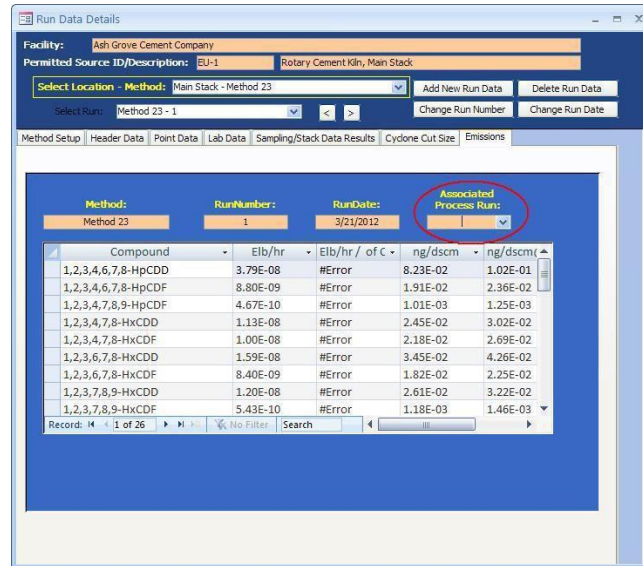 Run Data Details
Facility: Ash Grove Cement Company
Permitted Source ID/Description: EU-1 Rotary Cement Kiln, Main Stack
Select Location - Method: Main Stack - Method 23 Add New Run Data Delete Run Data
Select Run: Method 23 - 1 < > Change Run Number Change Run Date
Method Setup Header Data Point Data Lab Data Sampling/Stack Data Results Cyclone Cut Size Emissions
Method: RunNumber: RunDate: Associated Process Run:
Method 23 1 3/21/2012
Compound Elb/hr Elb/hr / of C ng/dscm ng/dscm(
1,2,3,4,6,7,8-HpCDD 3.79E-08 #Error 8.23E-02 1.02E-01
1,2,3,4,6,7,8-HpCDF 8.80E-09 #Error 1.91E-02 2.36E-02
1,2,3,4,7,8,9-HpCDF 4.67E-10 #Error 1.01E-03 1.25E-03
1,2,3,4,7,8-HxCDD 1.13E-08 #Error 2.45E-02 3.02E-02
1,2,3,4,7,8-HxCDF 1.00E-08 #Error 2.18E-02 2.69E-02
1,2,3,6,7,8-HxCDD 1.59E-08 #Error 3.45E-02 4.26E-02
1,2,3,6,7,8-HxCDF 8.40E-09 #Error 1.82E-02 2.25E-02
1,2,3,7,8,9-HxCDD 1.20E-08 #Error 2.61E-02 3.22E-02
1,2,3,7,8,9-HxCDF 5.43E-10 #Error 1.18E-03 1.46E-03
Record: 1 of 26 No Filter Search